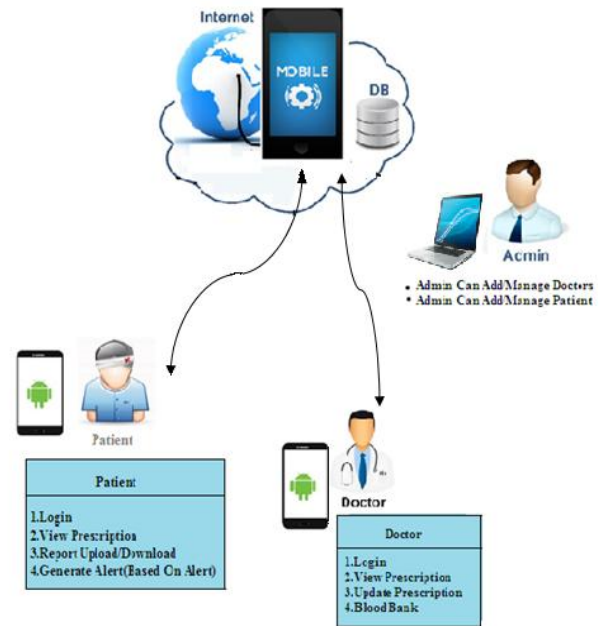 Internet
MOBILE
DB
Admin
• Admin Can Add/Manage Doctors
• Admin Can Add/Manage Patient
Patient
Patient
1.Login
2.View Prescription
3.Report Upload/Download
4.Generate Alert(Based On Alert)
Doctor
Doctor
1.Login
2.View Prescription
3.Update Prescription
4.Blood Bank